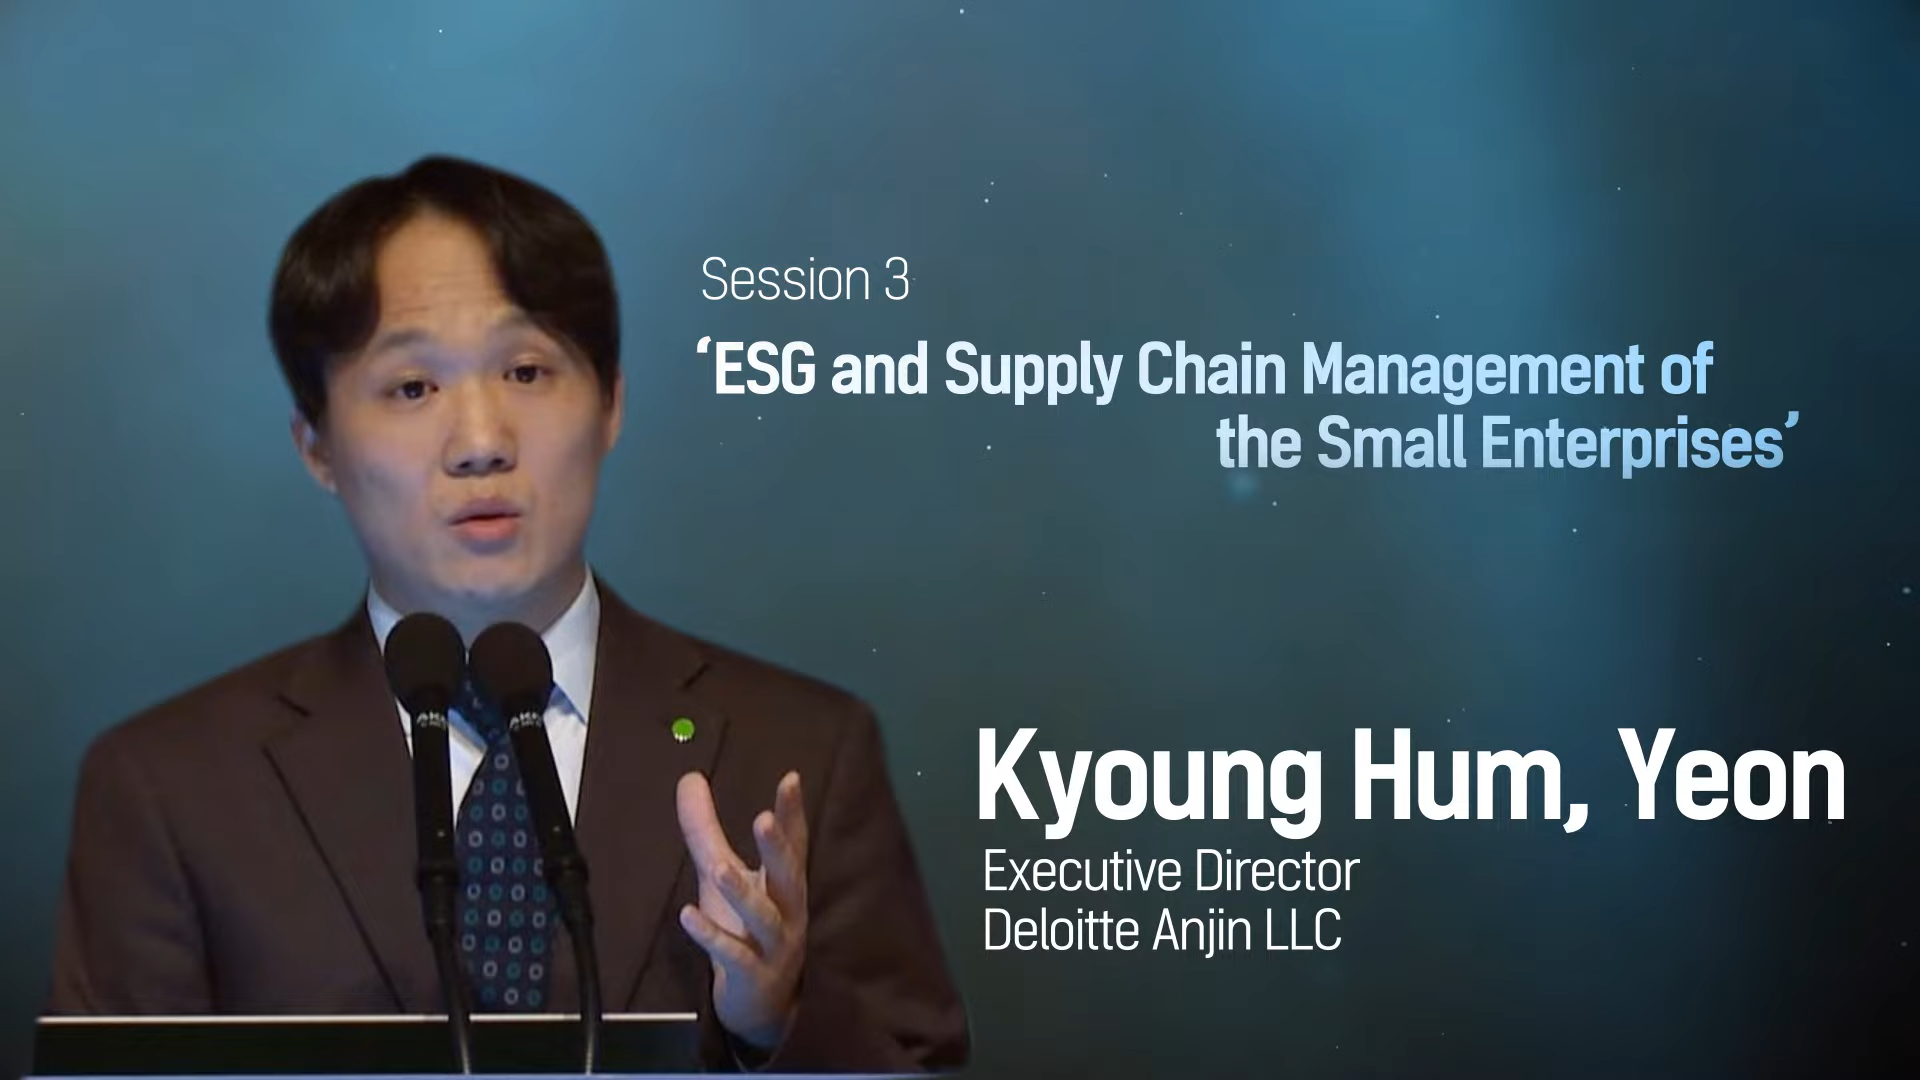 Session 3
‘ESG and Supply Chain Management of
the Small Enterprises’
Kyoung Hum, Yeon
Executive Director
Deloitte Anjin LLC